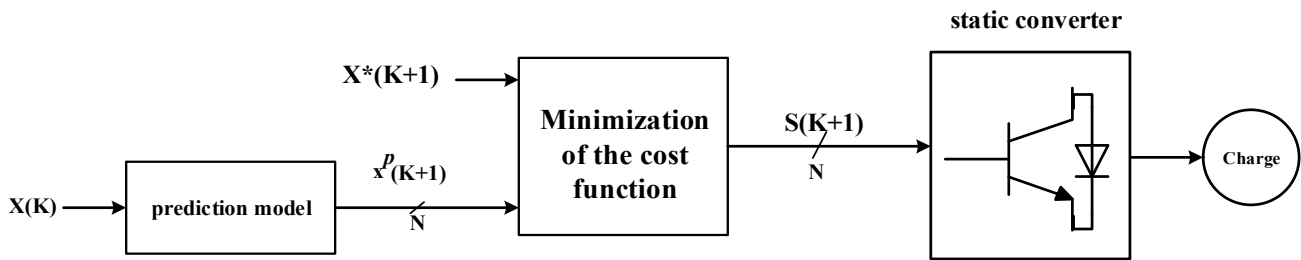 static converter
X*(K+1)
Minimization
of the cost
function
S(K+1)
N
x^p(K+1)
N
X(K)
prediction model
Charge